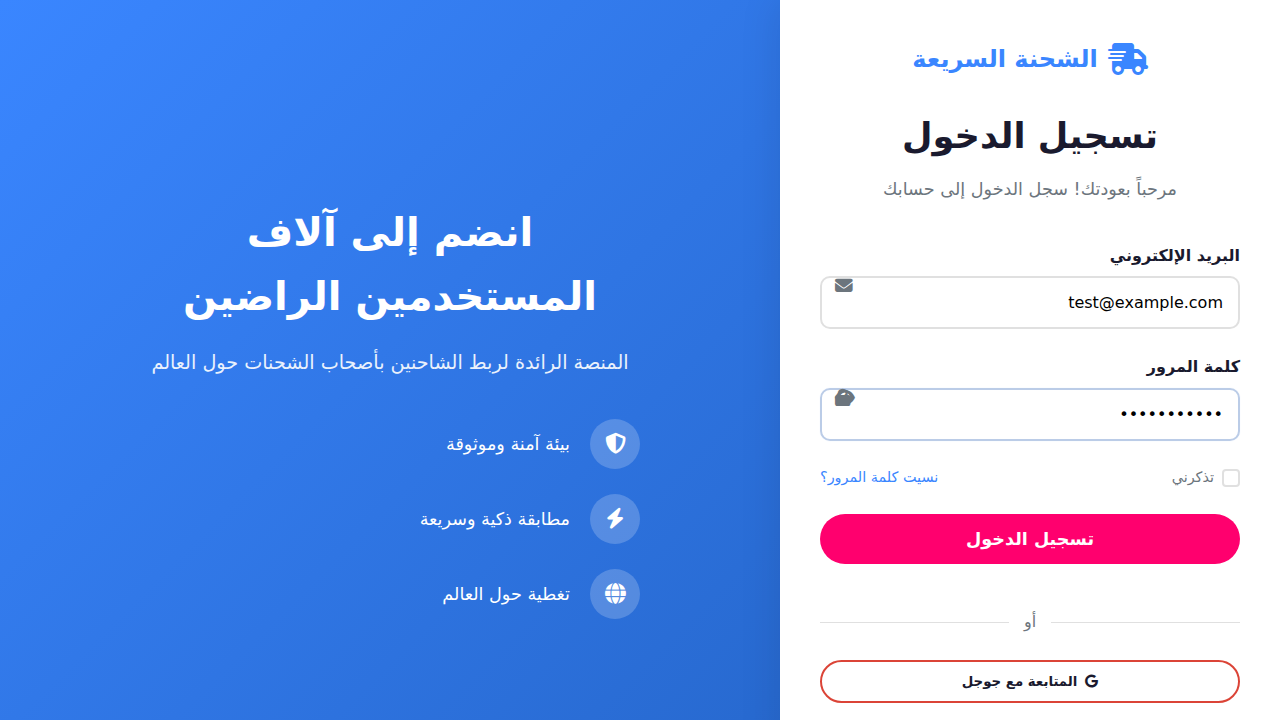 الشحنة السريعة
تسجيل الدخول
مرحباً بعودتك! سجل الدخول إلى حسابك
البريد الإلكتروني
test@example.com
كلمة المرور
•••••••••••
تذكرني
نسيت كلمة المرور؟
تسجيل الدخول
أو
المتابعة مع جوجل
انضم إلى آلاف
المستخدمين الراضين
المنصة الرائدة لربط الشاحنين بأصحاب الشحنات حول العالم
بيئة آمنة وموثوقة
مطابقة ذكية وسريعة
تغطية حول العالم